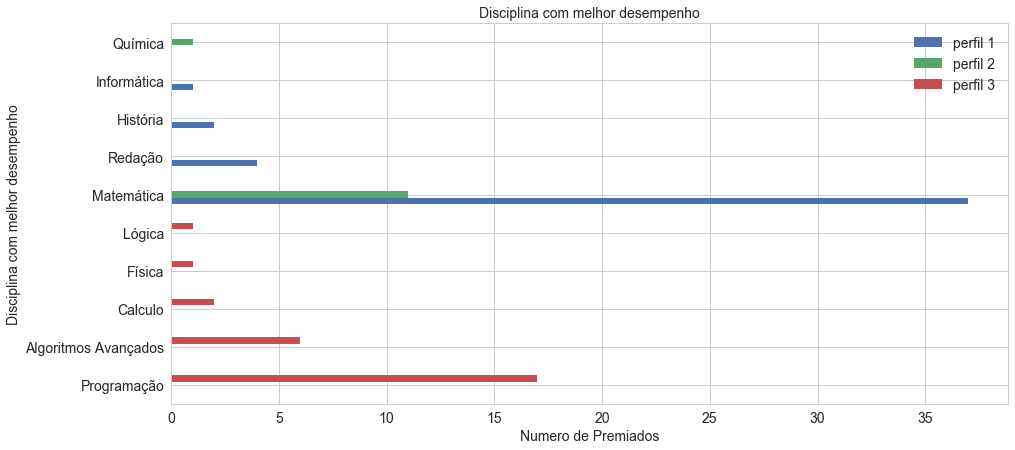 Disciplina com melhor desempenho
Disciplina com melhor desempenho
Química
Informática
História
Redação
Matemática
Lógica
Física
Calculo
Algoritmos Avançados
Programação
perfil 1
perfil 2
perfil 3
0 5 10 15 20 25 30 35
Numero de Premiados